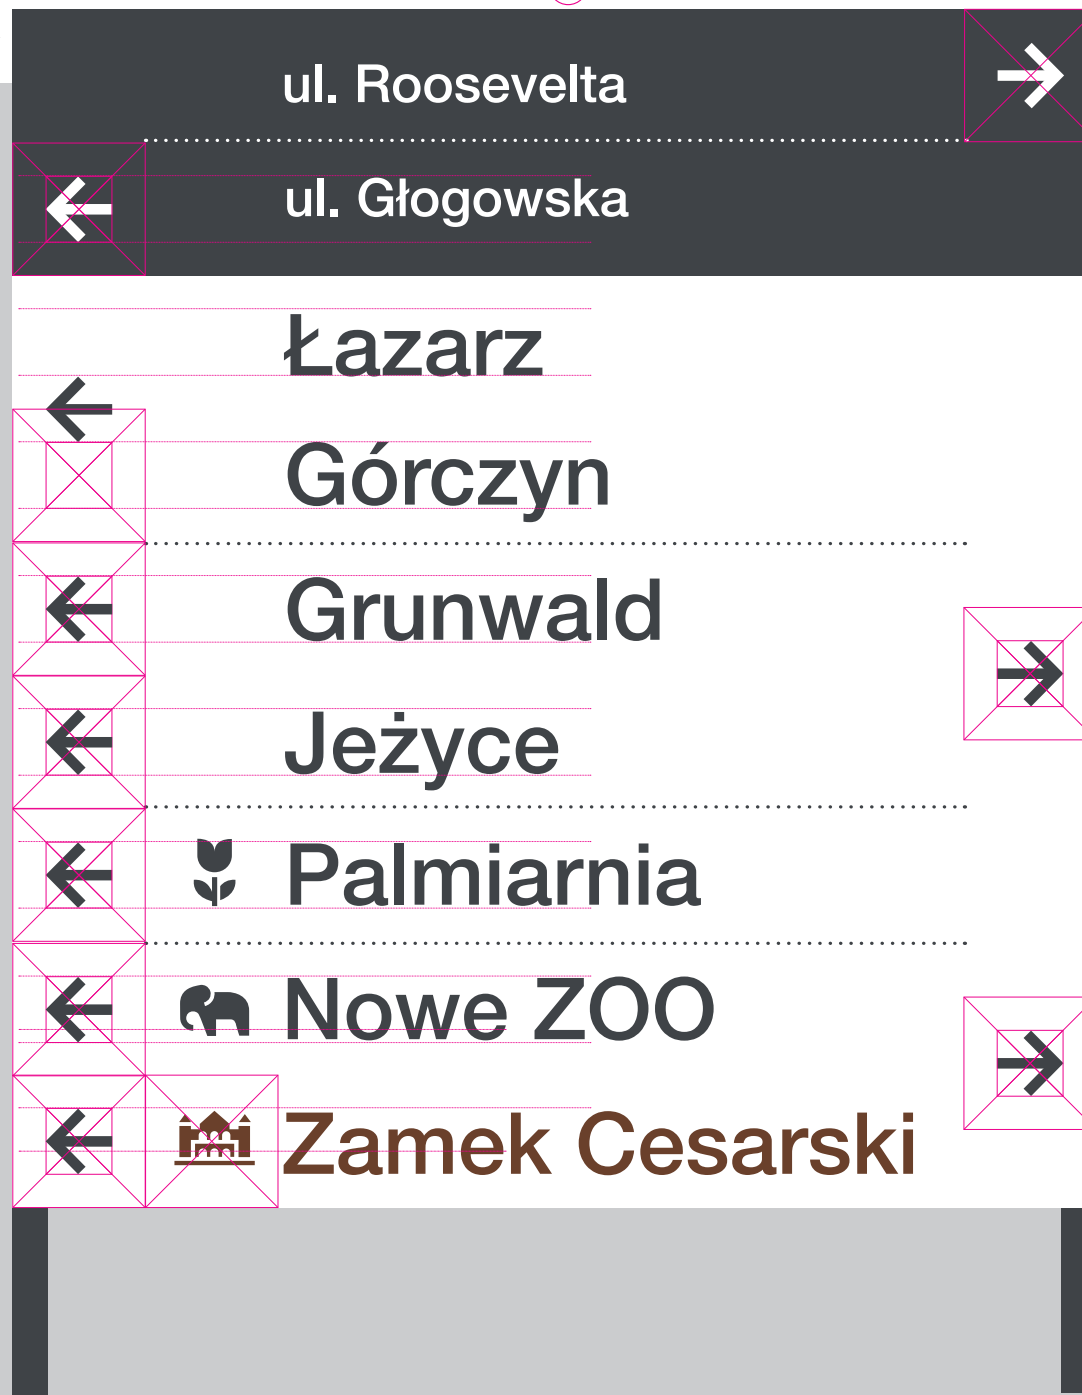 ul. Roosevelta
ul. Głogowska
Łazarz
Górczyn
Grunwald
Jeżyce
Palmiarnia
Nowe ZOO
Zamek Cesarski